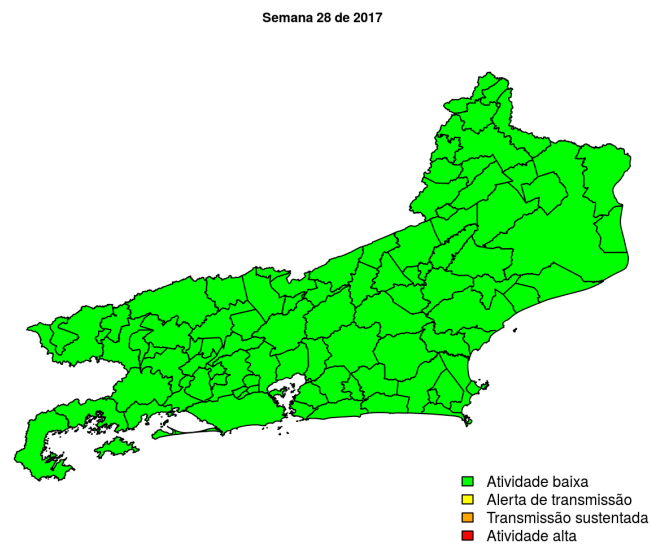 Semana 28 de 2017
Atividade baixa
Alerta de transmissão
Transmissão sustentada
Atividade alta